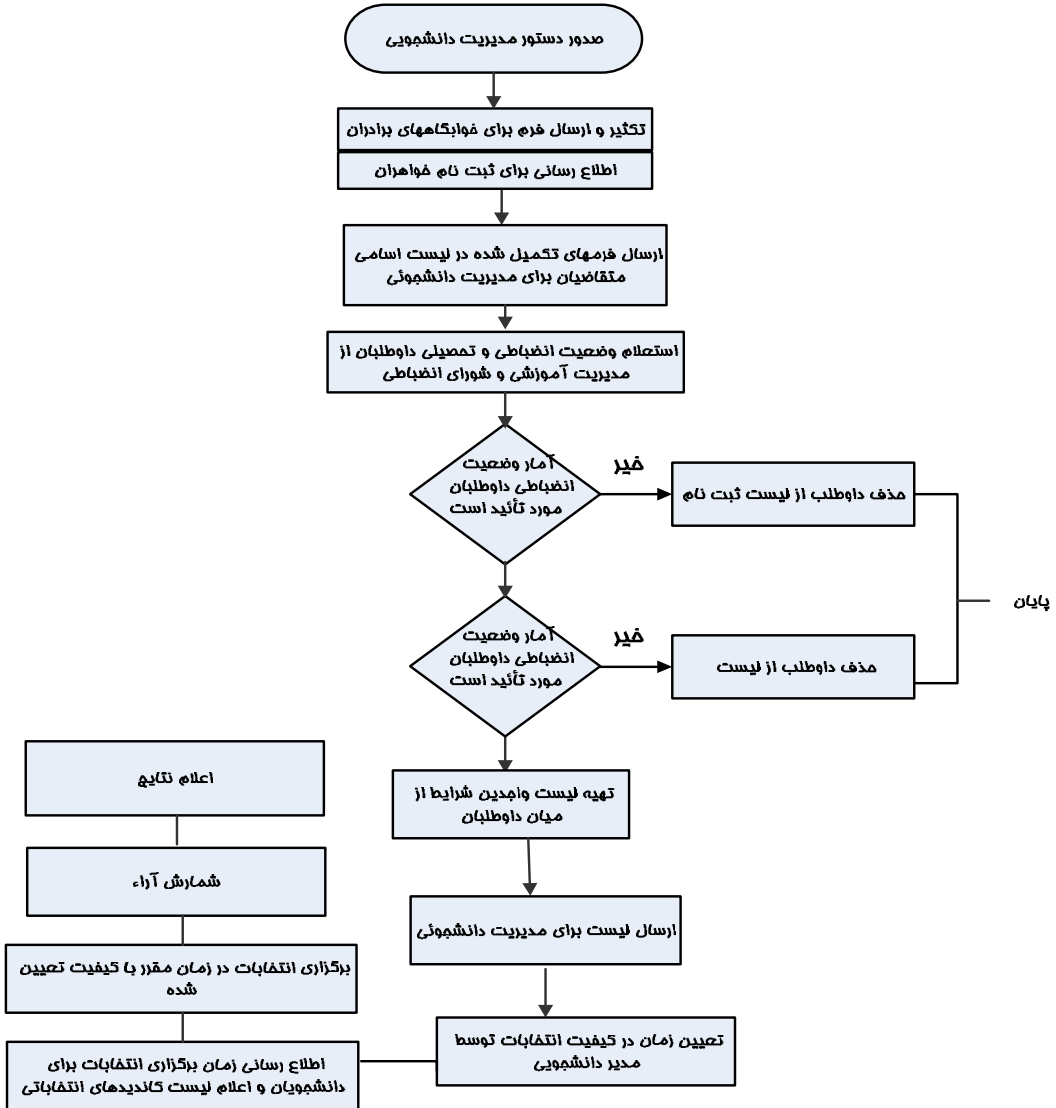 صدور دستور مدیریت دانشجویی
تکثیر و ارسال فرم برای خوابگاههای برادران
اطلاع رسانی برای ثبت نام خواهران
ارسال فرمهای تکمیل شده در لیست اسامی
متقاضیان برای مدیریت دانشجوئی
استعلام وضعیت انضباطی و تحصیلی داوطلبان از
مدیریت آموزشی و شورای انضباطی
آمار وضعیت
انضباطی داوطلبان
مورد تأئید است
خیر
حذف داوطلب از لیست ثبت نام
پایان
آمار وضعیت
انضباطی داوطلبان
مورد تأئید است
خیر
حذف داوطلب از لیست
تهیه لیست واجدین شرایط از
میان داوطلبان
ارسال لیست برای مدیریت دانشجوئی
تعیین زمان در کیفیت انتخابات توسط
مدیر دانشجویی
اطلاع رسانی زمان برگزاری انتخابات برای
دانشجویان و اعلام لیست کاندیدهای انتخاباتی
برگزاری انتخابات در زمان مقرر با کیفیت تعیین
شده
شمارش آراء
اعلام نتایج